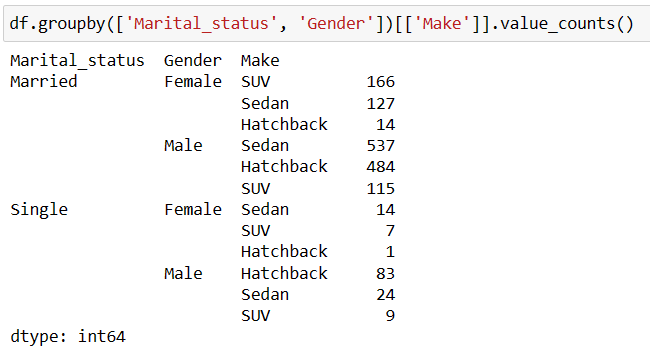 df.groupby(['Marital_status', 'Gender'])[['Make']].value_counts()
Marital_status  Gender  Make
Married         Female  SUV          166
                        Sedan        127
                        Hatchback     14
                Male    Sedan        537
                        Hatchback    484
                        SUV          115
Single          Female  Sedan         14
                        SUV            7
                        Hatchback      1
                Male    Hatchback     83
                        Sedan         24
                        SUV            9
dtype: int64